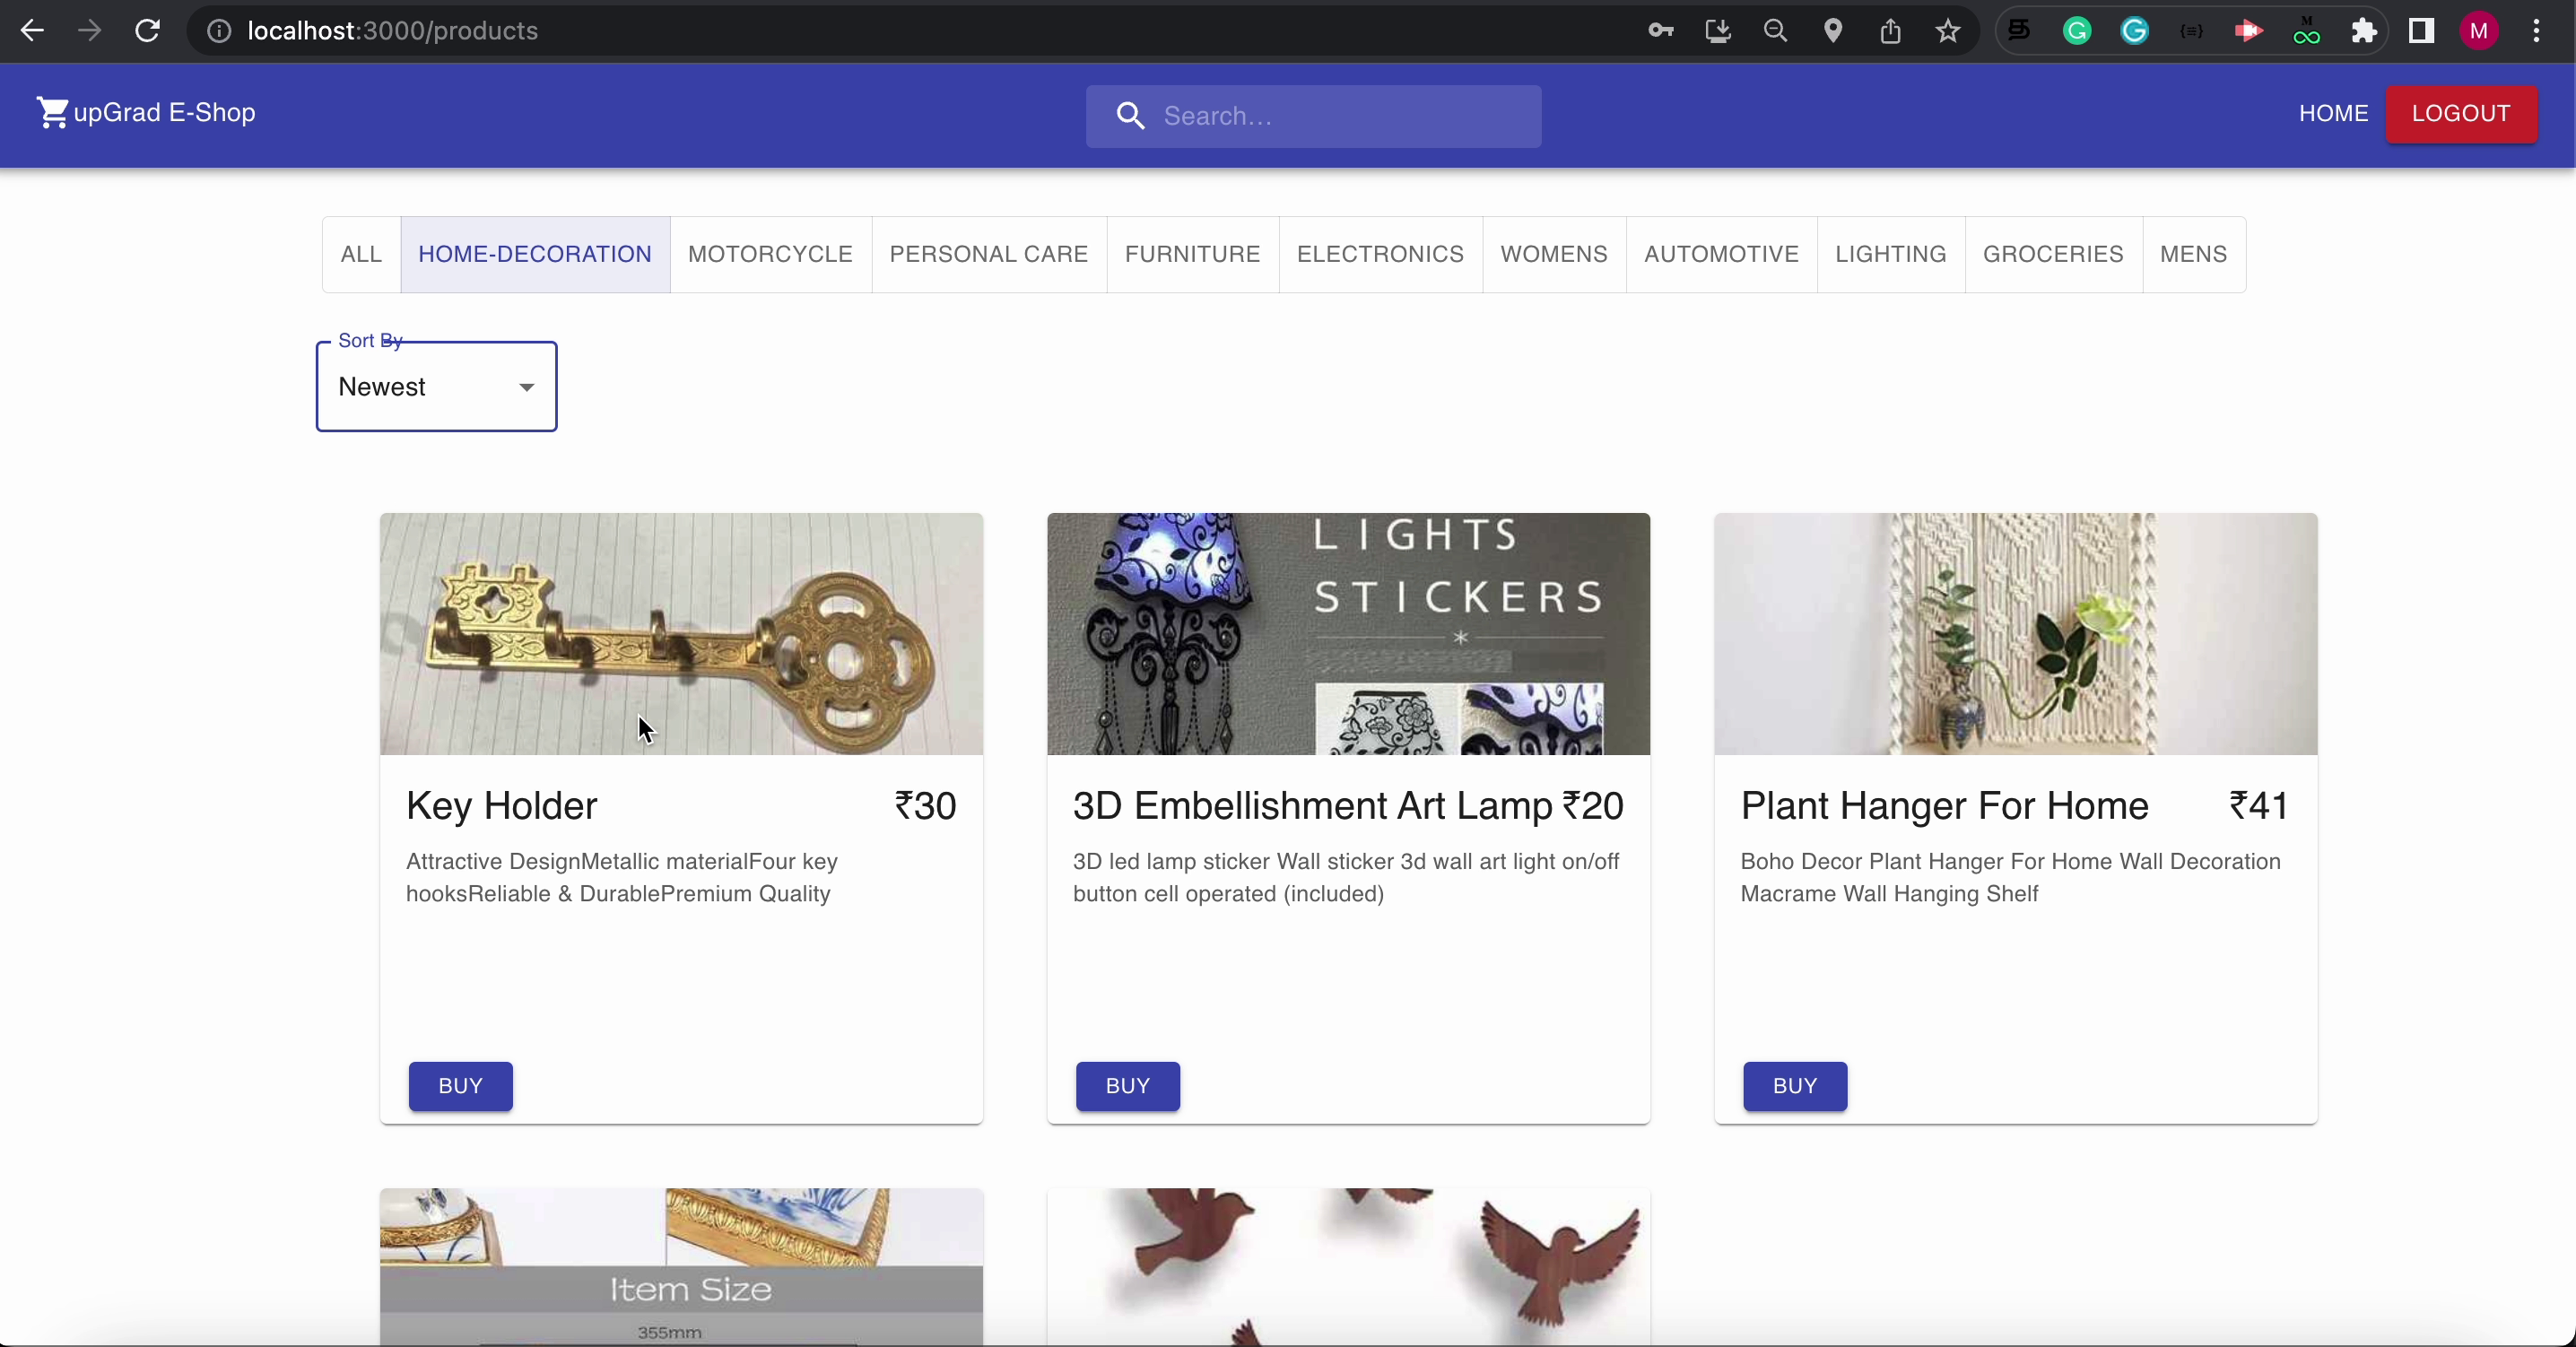 localhost:3000/products
M
G
G
{≡}
M
upGrad E-Shop
Search...
HOME
LOGOUT
ALL
HOME-DECORATION
MOTORCYCLE
PERSONAL CARE
FURNITURE
ELECTRONICS
WOMENS
AUTOMOTIVE
LIGHTING
GROCERIES
MENS
Sort By
Newest
LIGHTS
STICKERS
Key Holder ₹30
Attractive DesignMetallic materialFour key
hooksReliable & DurablePremium Quality
BUY
3D Embellishment Art Lamp ₹20
3D led lamp sticker Wall sticker 3d wall art light on/off
button cell operated (included)
BUY
Plant Hanger For Home ₹41
Boho Decor Plant Hanger For Home Wall Decoration
Macrame Wall Hanging Shelf
BUY
Item Size
355mm